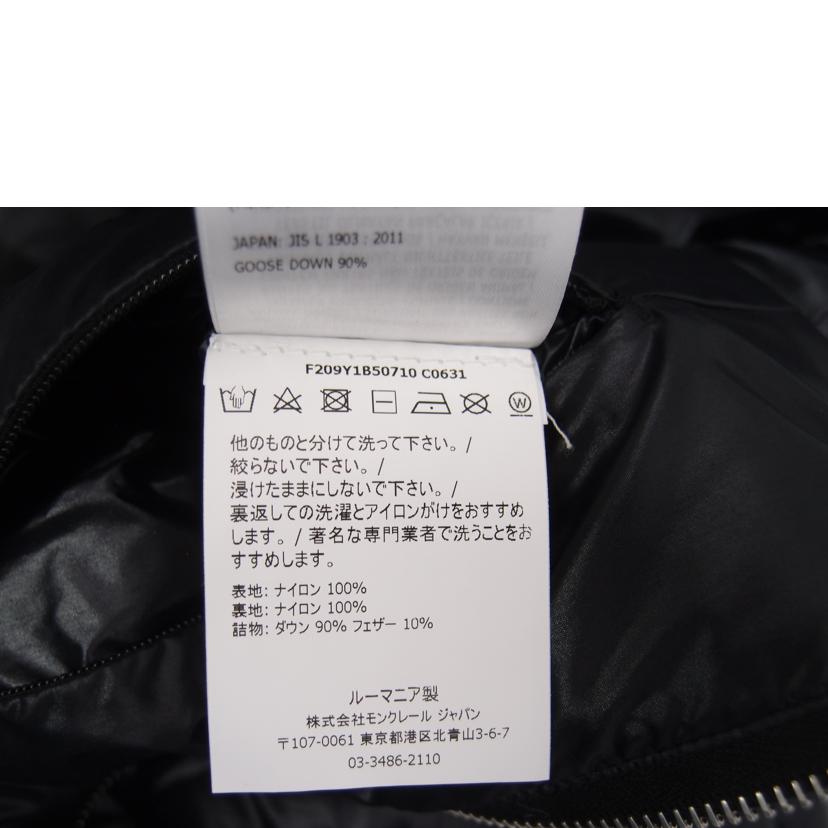 JAPAN: JIS L 1903 : 2011
GOOSE DOWN 90%
F209Y1B50710 C0631
W
他のものと分けて洗って下さい。/
絞らないで下さい。/
浸けたままにしないで下さい。/
裏返しての洗濯とアイロンがけをおすすめ
します。/ 著名な専門業者で洗うことをお
すすめします。
表地: ナイロン 100%
裏地: ナイロン 100%
詰物: ダウン 90% フェザー 10%
ルーマニア製
株式会社モンクレール ジャパン
〒107-0061 東京都港区北青山3-6-7
03-3486-2110